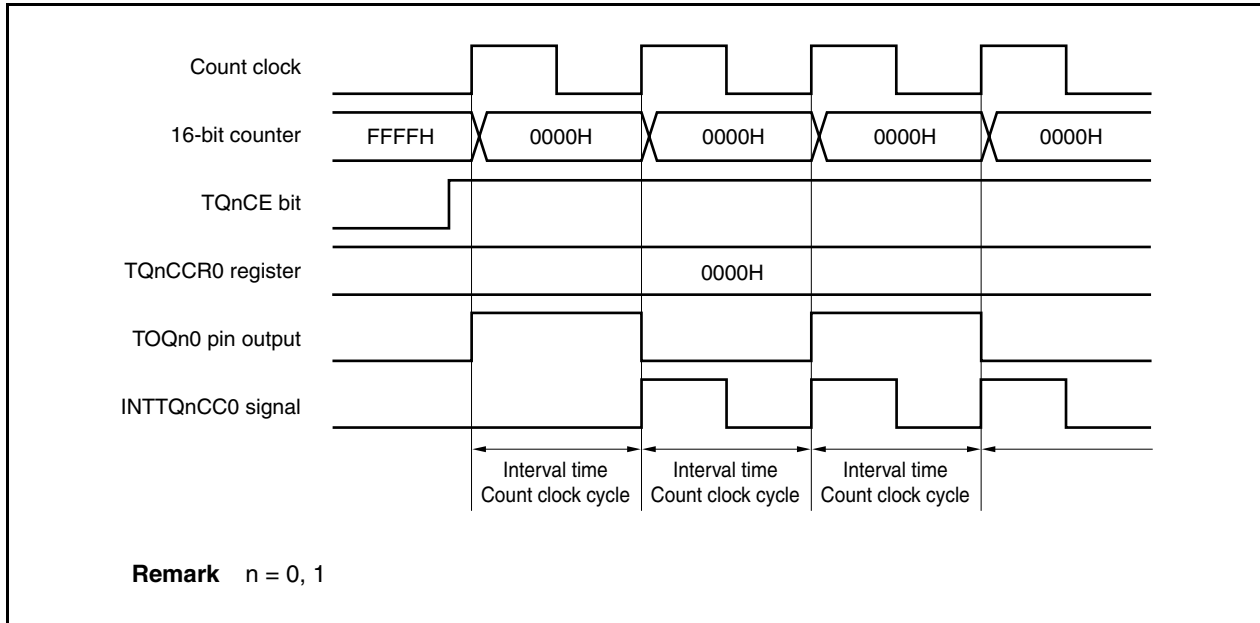 Count clock
16-bit counter
FFFFH
0000H
0000H
0000H
0000H
TQnCE bit
TQnCCR0 register
0000H
TOQn0 pin output
INTTQnCC0 signal
Interval time
Count clock cycle
Interval time
Count clock cycle
Interval time
Count clock cycle
Remark n = 0, 1